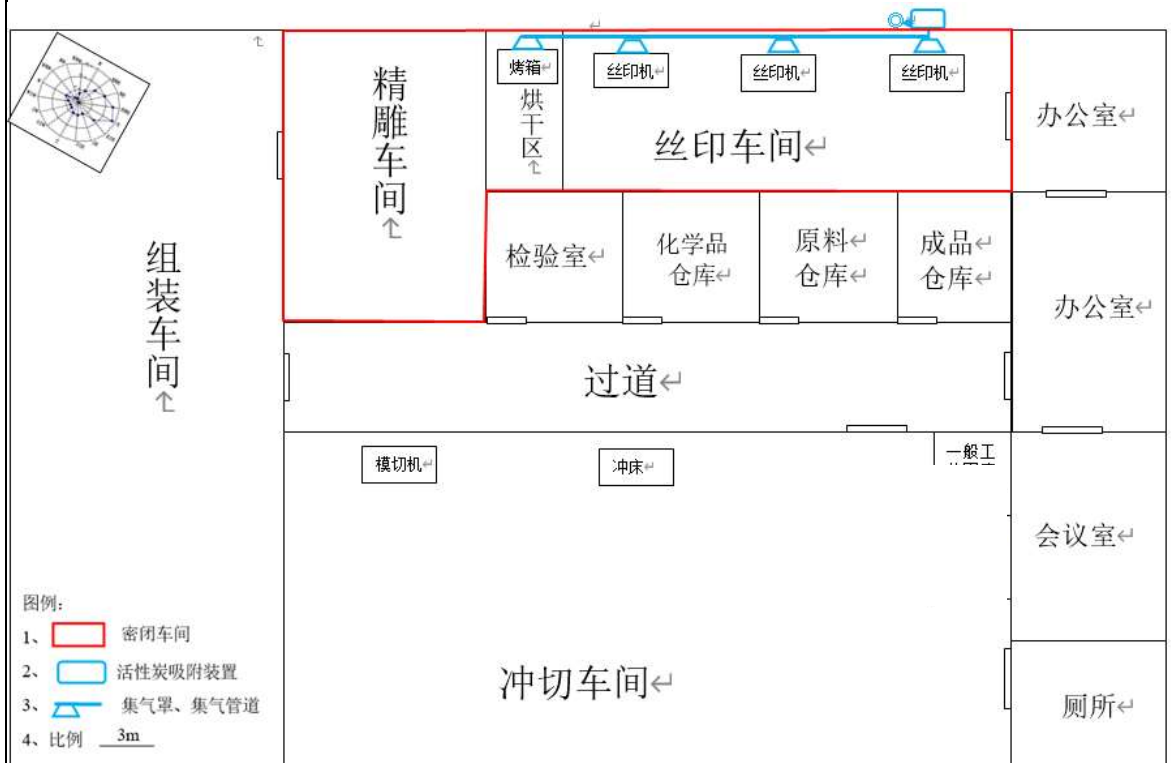 烤箱
丝印机
丝印机
丝印机
精雕车间
烘干区
丝印车间
办公室
检验室
化学品
仓库
原料
仓库
成品
仓库
组装车间
办公室
过道
模切机
冲床
一般工
会议室
冲切车间
厕所
图例：
1、 密闭车间
2、 活性炭吸附装置
3、 集气罩、集气管道
4、比例 3m